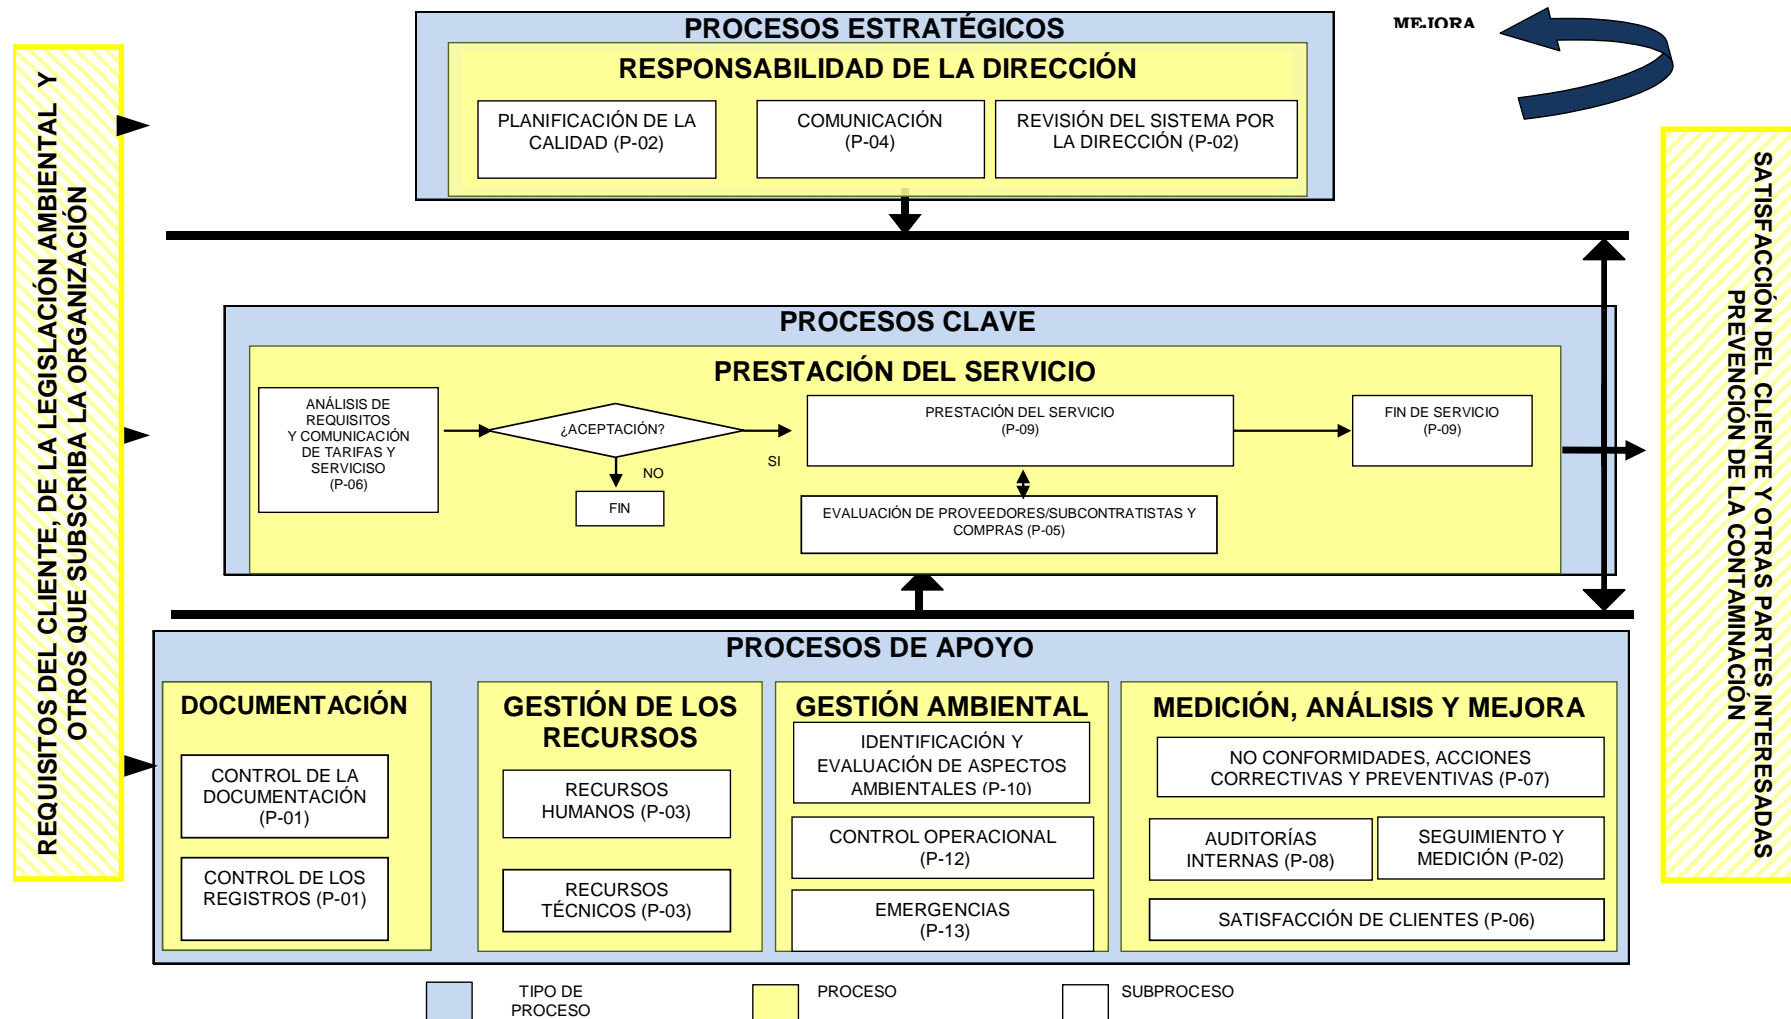 PROCESOS ESTRATÉGICOS
MEJORA
RESPONSABILIDAD DE LA DIRECCIÓN
PLANIFICACIÓN DE LA
CALIDAD (P-02)
COMUNICACIÓN
(P-04)
REVISIÓN DEL SISTEMA POR
LA DIRECCIÓN (P-02)
REQUISITOS DEL CLIENTE, DE LA LEGISLACIÓN AMBIENTAL Y
OTROS QUE SUBSCRIBA LA ORGANIZACIÓN
PROCESOS CLAVE
PRESTACIÓN DEL SERVICIO
ANÁLISIS DE
REQUISITOS
Y COMUNICACIÓN
DE TARIFAS Y
SERVICISO
(P-06)
¿ACEPTACIÓN?
NO
SI
FIN
PRESTACIÓN DEL SERVICIO
(P-09)
FIN DE SERVICIO
(P-09)
EVALUACIÓN DE PROVEEDORES/SUBCONTRATISTAS Y
COMPRAS (P-05)
SATISFACCIÓN DEL CLIENTE Y OTRAS PARTES INTERESADAS
PREVENCIÓN DE LA CONTAMINACIÓN
PROCESOS DE APOYO
DOCUMENTACIÓN
CONTROL DE LA
DOCUMENTACIÓN
(P-01)
CONTROL DE LOS
REGISTROS (P-01)
GESTIÓN DE LOS
RECURSOS
RECURSOS
HUMANOS (P-03)
RECURSOS
TÉCNICOS (P-03)
GESTIÓN AMBIENTAL
IDENTIFICACIÓN Y
EVALUACIÓN DE ASPECTOS
AMBIENTALES (P-10)
CONTROL OPERACIONAL
(P-12)
EMERGENCIAS
(P-13)
MEDICIÓN, ANÁLISIS Y MEJORA
NO CONFORMIDADES, ACCIONES
CORRECTIVAS Y PREVENTIVAS (P-07)
AUDITORÍAS
INTERNAS (P-08)
SEGUIMIENTO Y
MEDICIÓN (P-02)
SATISFACCIÓN DE CLIENTES (P-06)
TIPO DE
PROCESO
PROCESO
SUBPROCESO